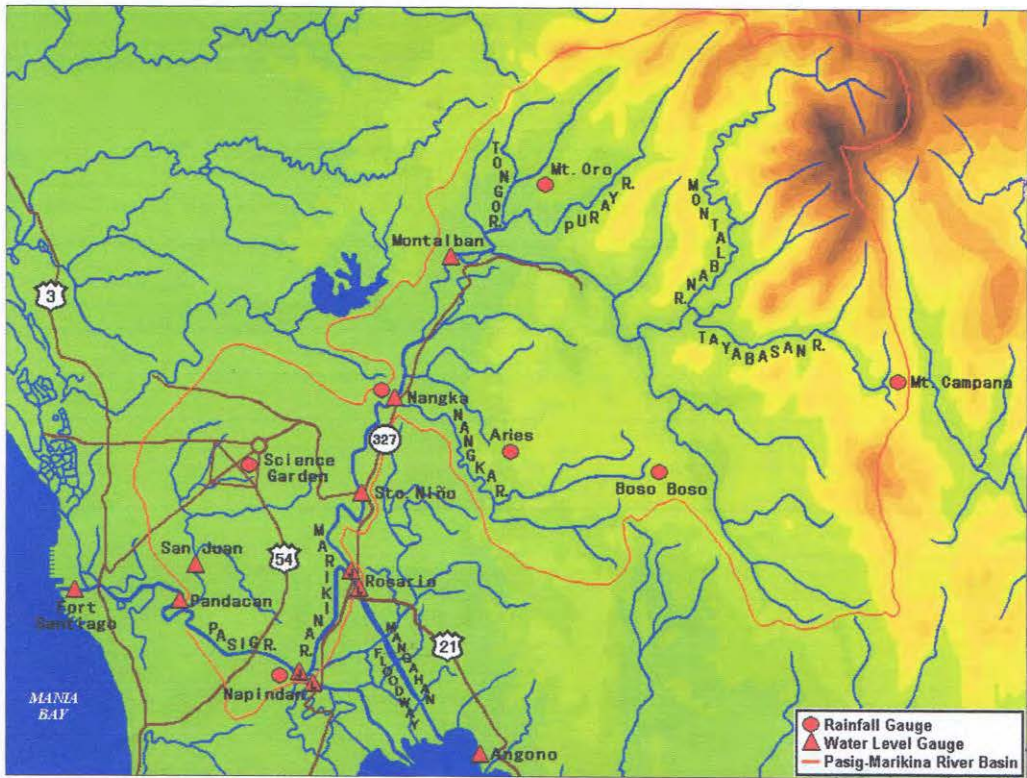 TONGO R.
Mt. Oro
PURAY R.
MONTALBAN R.
Montalban
3
TAYABASAN R.
Mt. Campana
Nangka
NANGKA R.
327
Aries
Science
Garden
Boso Boso
Sto. Niño
MARIKINA R.
San Juan
54
Rosario
Fort
Santiago
Pandacan
PASIG R.
MANGAHAN
FLOODWAY
21
Napindan
MANIA
BAY
Angono
Rainfall Gauge
Water Level Gauge
Pasig-Marikina River Basin